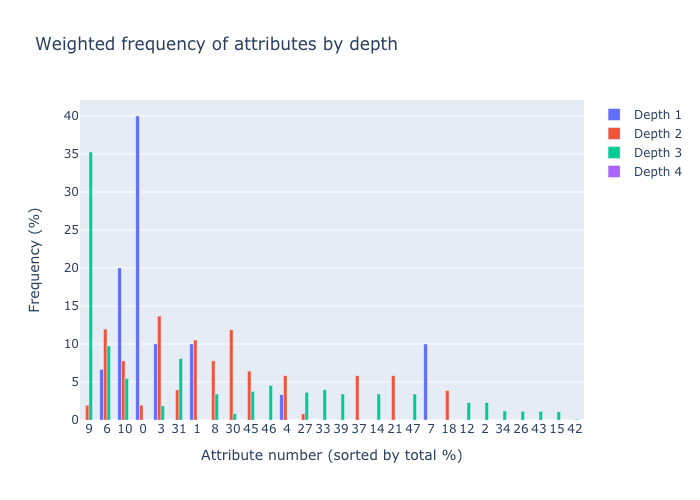 Weighted frequency of attributes by depth
Depth 1
Depth 2
Depth 3
Depth 4
Frequency (%)
40
35
30
25
20
15
10
5
0
9 6 10 0 3 31 1 8 30 45 46 4 27 33 39 37 14 21 47 7 18 12 2 34 26 43 15 42
Attribute number (sorted by total %)